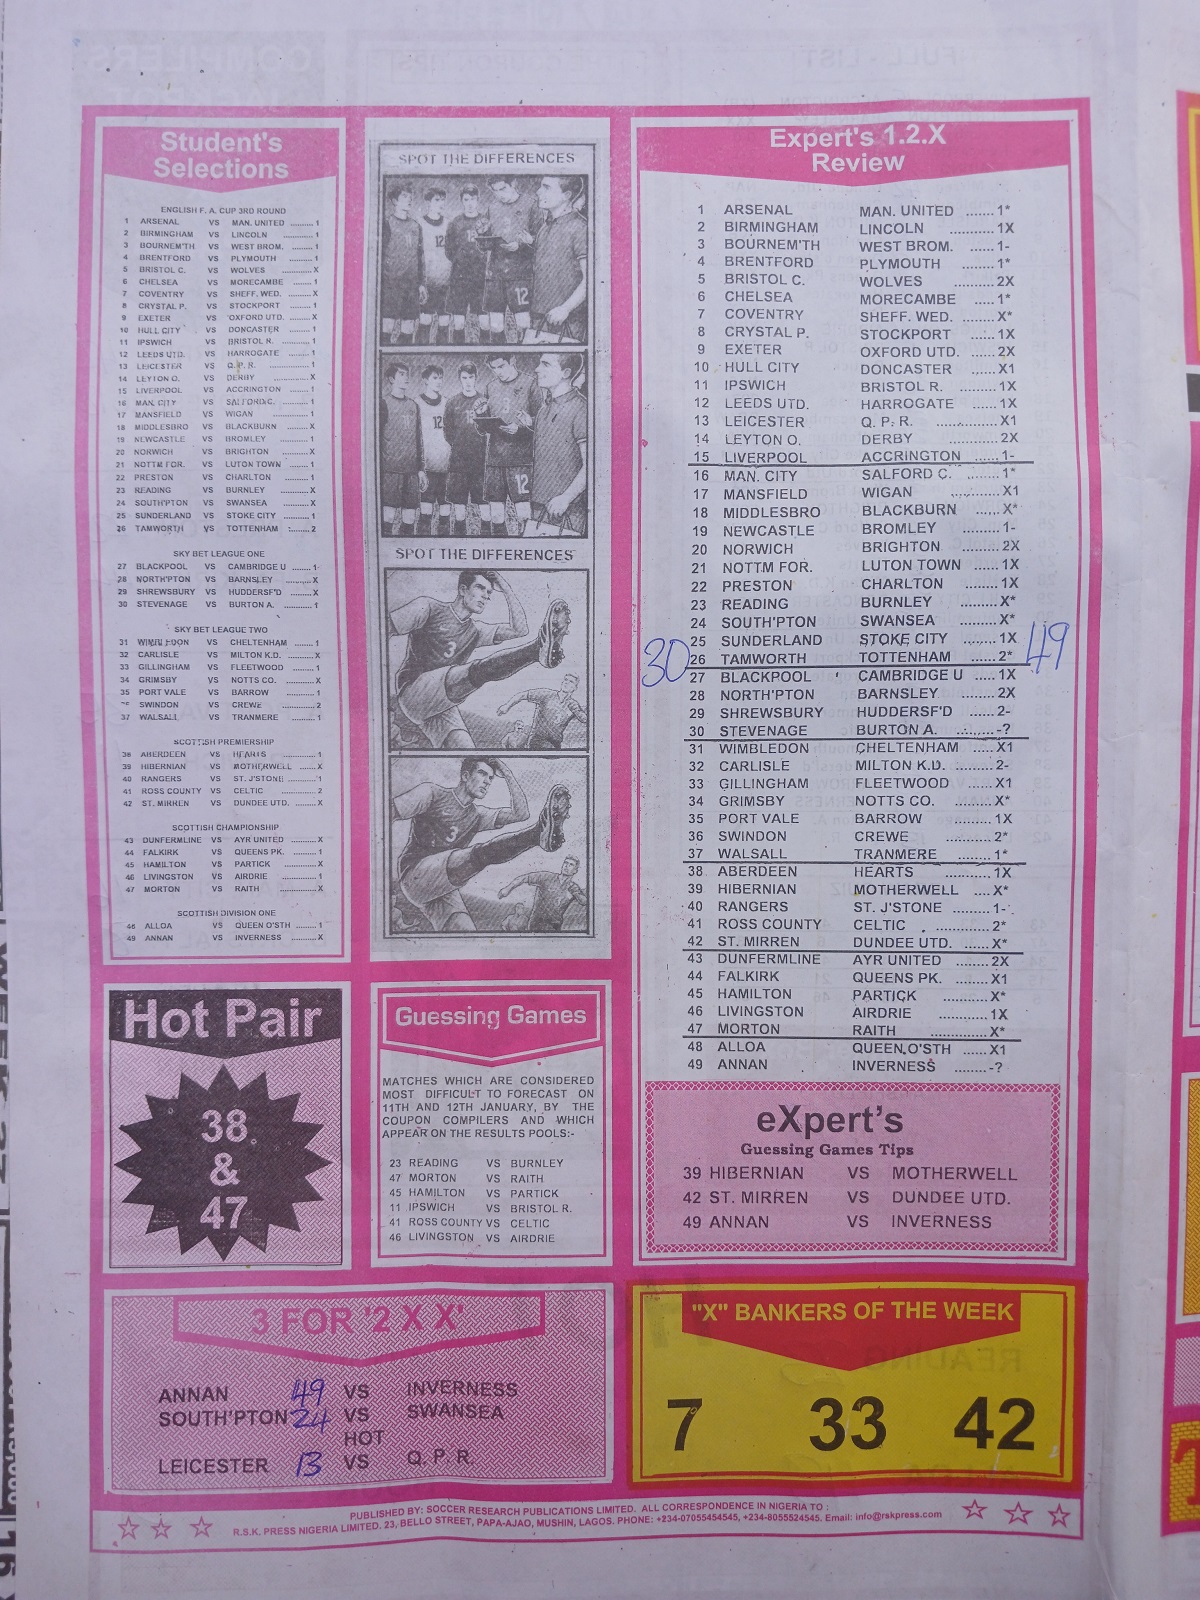 Student's
Selections
ENGLISH F. A. CUP 3RD ROUND
1 ARSENAL VS MAN. UNITED ............ 1
2 BIRMINGHAM VS LINCOLN ............ 1
3 BOURNEM'TH VS WEST BROM. ............ 1
4 BRENTFORD VS PLYMOUTH ............ 1
5 BRISTOL C. VS WOLVES ............ X
6 CHELSEA VS MORECAMBE ............ 1
7 COVENTRY VS SHEFF. WED. ............ X
8 CRYSTAL P. VS STOCKPORT ............ 1
9 EXETER VS OXFORD UTD. ............ X
10 HULL CITY VS DONCASTER ............ 1
11 IPSWICH VS BRISTOL R. ............ 1
12 LEEDS UTD. VS HARROGATE ............ 1
13 LEICESTER VS Q. P. R. ............ 1
14 LEYTON O. VS DERBY ............ X
15 LIVERPOOL VS ACCRINGTON ............ 1
16 MAN. CITY VS SALFORD C. ............ 1
17 MANSFIELD VS WIGAN ............ 1
18 MIDDLESBRO VS BLACKBURN ............ X
19 NEWCASTLE VS BROMLEY ............ 1
20 NORWICH VS BRIGHTON ............ X
21 NOTTM FOR. VS LUTON TOWN ............ 1
22 PRESTON VS CHARLTON ............ 1
23 READING VS BURNLEY ............ X
24 SOUTH'PTON VS SWANSEA ............ X
25 SUNDERLAND VS STOKE CITY ............ 1
26 TAMWORTH VS TOTTENHAM ............ 2
SKY BET LEAGUE ONE
27 BLACKPOOL VS CAMBRIDGE U ............ 1
28 NORTH'PTON VS BARNSLEY ............ X
29 SHREWSBURY VS HUDDERSF'D ............ X
30 STEVENAGE VS BURTON A. ............ 1
SKY BET LEAGUE TWO
31 WIMBLEDON VS CHELTENHAM ............ 1
32 CARLISLE VS MILTON K.D. ............ X
33 GILLINGHAM VS FLEETWOOD ............ 1
34 GRIMSBY VS NOTTS CO. ............ X
35 PORT VALE VS BARROW ............ 1
SWINDON VS CREWE ............ 2
37 WALSALL VS TRANMERE ............ 1
SCOTTISH PREMIERSHIP
38 ABERDEEN VS HEARTS ............ 1
39 HIBERNIAN VS MOTHERWELL ............ X
40 RANGERS VS ST. J'STONE ............ 1
41 ROSS COUNTY VS CELTIC ............ 2
42 ST. MIRREN VS DUNDEE UTD. ............ X
SCOTTISH CHAMPIONSHIP
43 DUNFERMLINE VS AYR UNITED ............ X
44 FALKIRK VS QUEENS PK. ............ 1
45 HAMILTON VS PARTICK ............ X
46 LIVINGSTON VS AIRDRIE ............ 1
47 MORTON VS RAITH ............ X
SCOTTISH DIVISION ONE
48 ALLOA VS QUEEN O'STH ............ 1
49 ANNAN VS INVERNESS ............ X
SPOT THE DIFFERENCES
12
12
12
12
SPOT THE DIFFERENCES
3
3
Expert's 1.2.X
Review
1 ARSENAL MAN. UNITED ....... 1*
2 BIRMINGHAM LINCOLN ........... 1X
3 BOURNEM'TH WEST BROM. ...... 1-
4 BRENTFORD PLYMOUTH ........ 1*
5 BRISTOL C. WOLVES .......... 2X
6 CHELSEA MORECAMBE ..... 1*
7 COVENTRY SHEFF. WED. ...... X*
8 CRYSTAL P. STOCKPORT ..... 1X
9 EXETER OXFORD UTD. ..... 2X
10 HULL CITY DONCASTER ..... X1
11 IPSWICH BRISTOL R. ..... 1X
12 LEEDS UTD. HARROGATE ...... 1X
13 LEICESTER Q. P. R. .............. X1
14 LEYTON O. DERBY ............ 2X
15 LIVERPOOL ACCRINGTON ..... 1-
16 MAN. CITY SALFORD C. ...... 1*
17 MANSFIELD WIGAN ............ X1
18 MIDDLESBRO BLACKBURN ..... X*
19 NEWCASTLE BROMLEY ......... 1-
20 NORWICH BRIGHTON ......... 2X
21 NOTTM FOR. LUTON TOWN ..... 1X
22 PRESTON CHARLTON ........ 1X
23 READING BURNLEY ......... X*
24 SOUTH'PTON SWANSEA ......... X*
25 SUNDERLAND STOKE CITY ...... 1X
30 26 TAMWORTH TOTTENHAM ...... 2* 49
27 BLACKPOOL CAMBRIDGE U ..... 1X
28 NORTH'PTON BARNSLEY ........ 2X
29 SHREWSBURY HUDDERSF'D ..... 2-
30 STEVENAGE BURTON A. ........ -?
31 WIMBLEDON CHELTENHAM .... X1
32 CARLISLE MILTON K.D. ....... 2-
33 GILLINGHAM FLEETWOOD ..... X1
34 GRIMSBY NOTTS CO. ........ X*
35 PORT VALE BARROW .......... 1X
36 SWINDON CREWE ............ 2*
37 WALSALL TRANMERE ........ 1*
38 ABERDEEN HEARTS .......... 1X
39 HIBERNIAN MOTHERWELL .... X*
40 RANGERS ST. J'STONE ......... 1-
41 ROSS COUNTY CELTIC ............ 2*
42 ST. MIRREN DUNDEE UTD. ...... X*
43 DUNFERMLINE AYR UNITED ........ 2X
44 FALKIRK QUEENS PK. ...... X1
45 HAMILTON PARTICK ........... X*
46 LIVINGSTON AIRDRIE ........... 1X
47 MORTON RAITH ............. X*
48 ALLOA QUEEN O'STH ...... X1
49 ANNAN INVERNESS ........ -?
Hot Pair
38
&
47
Guessing Games
MATCHES WHICH ARE CONSIDERED
MOST DIFFICULT TO FORECAST ON
11TH AND 12TH JANUARY, BY THE
COUPON COMPILERS AND WHICH
APPEAR ON THE RESULTS POOLS:-
23 READING VS BURNLEY
47 MORTON VS RAITH
45 HAMILTON VS PARTICK
11 IPSWICH VS BRISTOL R.
41 ROSS COUNTY VS CELTIC
46 LIVINGSTON VS AIRDRIE
eXpert's
Guessing Games Tips
39 HIBERNIAN VS MOTHERWELL
42 ST. MIRREN VS DUNDEE UTD.
49 ANNAN VS INVERNESS
3 FOR '2 X X'
ANNAN 49 VS INVERNESS
SOUTH'PTON 24 VS SWANSEA
HOT
LEICESTER 13 VS Q. P. R.
"X" BANKERS OF THE WEEK
7 33 42
PUBLISHED BY: SOCCER RESEARCH PUBLICATIONS LIMITED. ALL CORRESPONDENCE IN NIGERIA TO :
R.S.K. PRESS NIGERIA LIMITED. 23, BELLO STREET, PAPA-AJAO, MUSHIN, LAGOS. PHONE: +234-07055454545, +234-8055524545. Email: info@rskpress.com